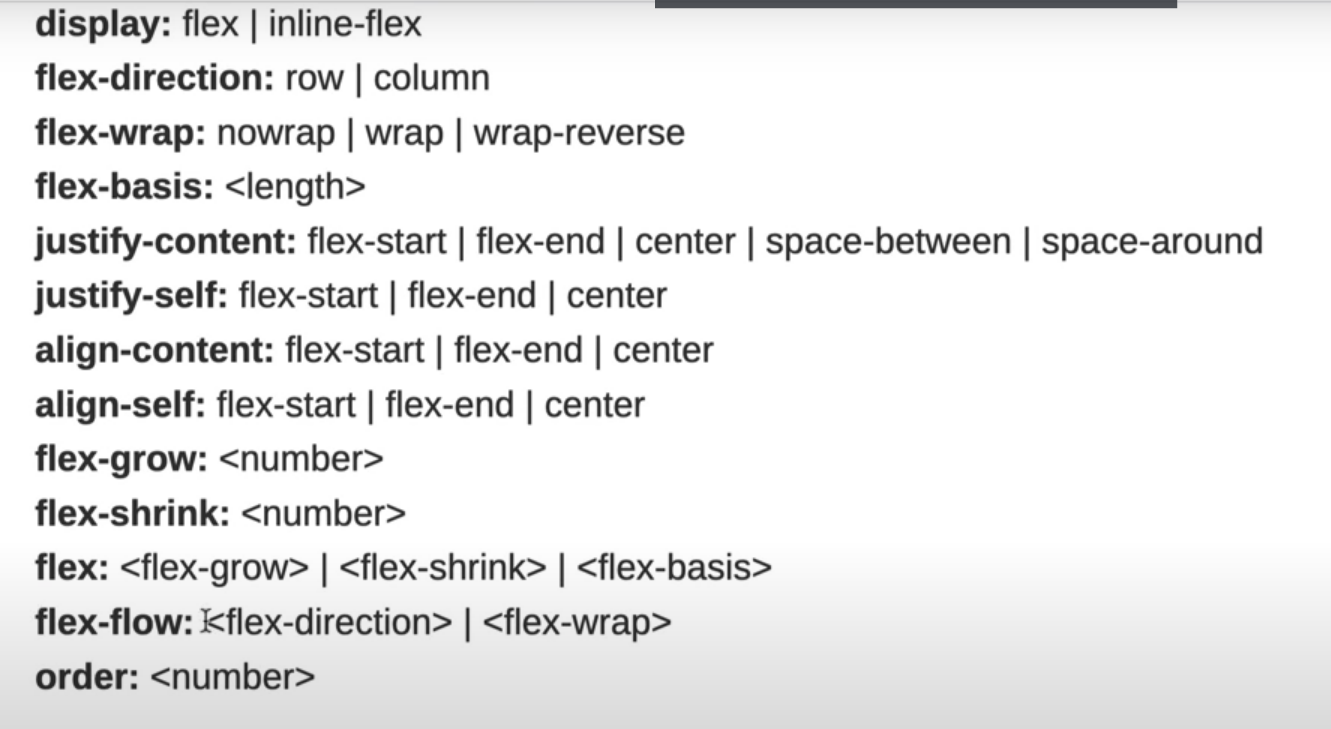 display: flex | inline-flex
flex-direction: row | column
flex-wrap: nowrap | wrap | wrap-reverse
flex-basis: <length>
justify-content: flex-start | flex-end | center | space-between | space-around
justify-self: flex-start | flex-end | center
align-content: flex-start | flex-end | center
align-self: flex-start | flex-end | center
flex-grow: <number>
flex-shrink: <number>
flex: <flex-grow> | <flex-shrink> | <flex-basis>
flex-flow: <flex-direction> | <flex-wrap>
order: <number>